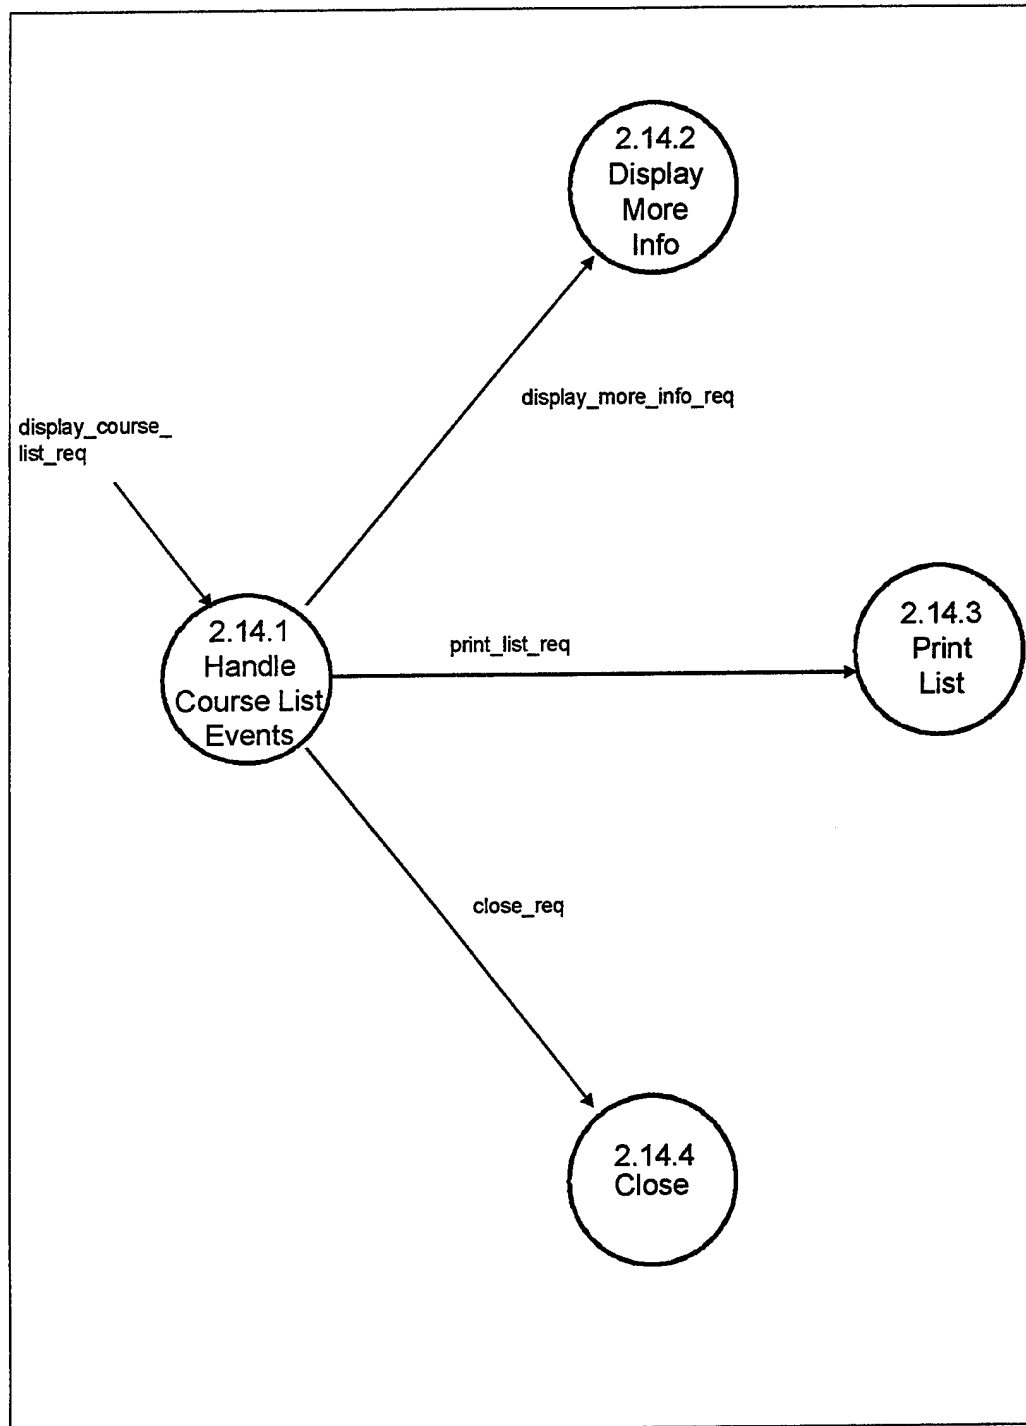 2.14.2
Display
More
Info
display_more_info_req
display_course_
list_req
2.14.1
Handle
Course List
Events
print_list_req
2.14.3
Print
List
close_req
2.14.4
Close